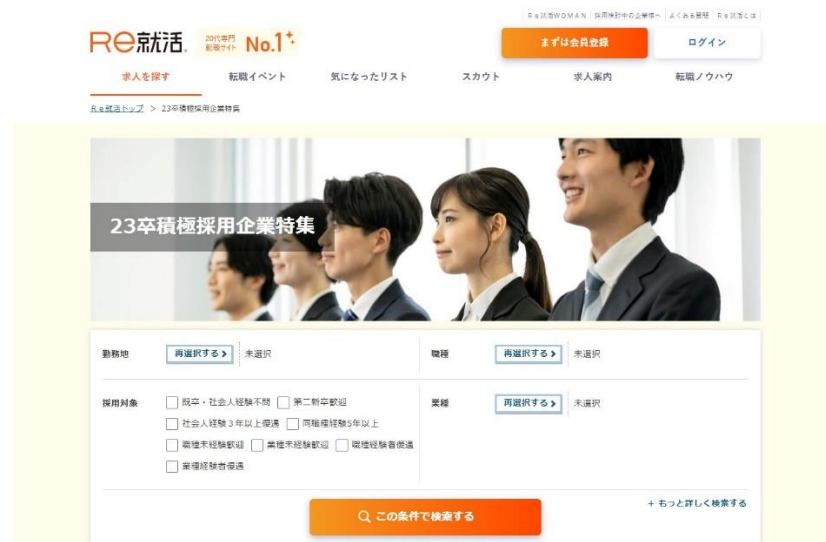 Re就活WOMAN 採用検討中の企業様へ よくある質問 Re就活とは
Re就活. 20代専門 転職サイト No.1
まずは会員登録 ログイン
求人を探す 転職イベント 気になったリスト スカウト 求人案内 転職ノウハウ
Re就活トップ > 23卒積極採用企業特集
23卒積極採用企業特集
勤務地 再選択する 未選択 職種 再選択する 未選択
採用対象 既卒・社会人経験不問 第二新卒歓迎 業種 再選択する 未選択
社会人経験3年以上優遇 同職種経験5年以上
職種未経験歓迎 業種未経験歓迎 職種経験者優遇
業種経験者優遇
+ もっと詳しく検索する
この条件で検索する